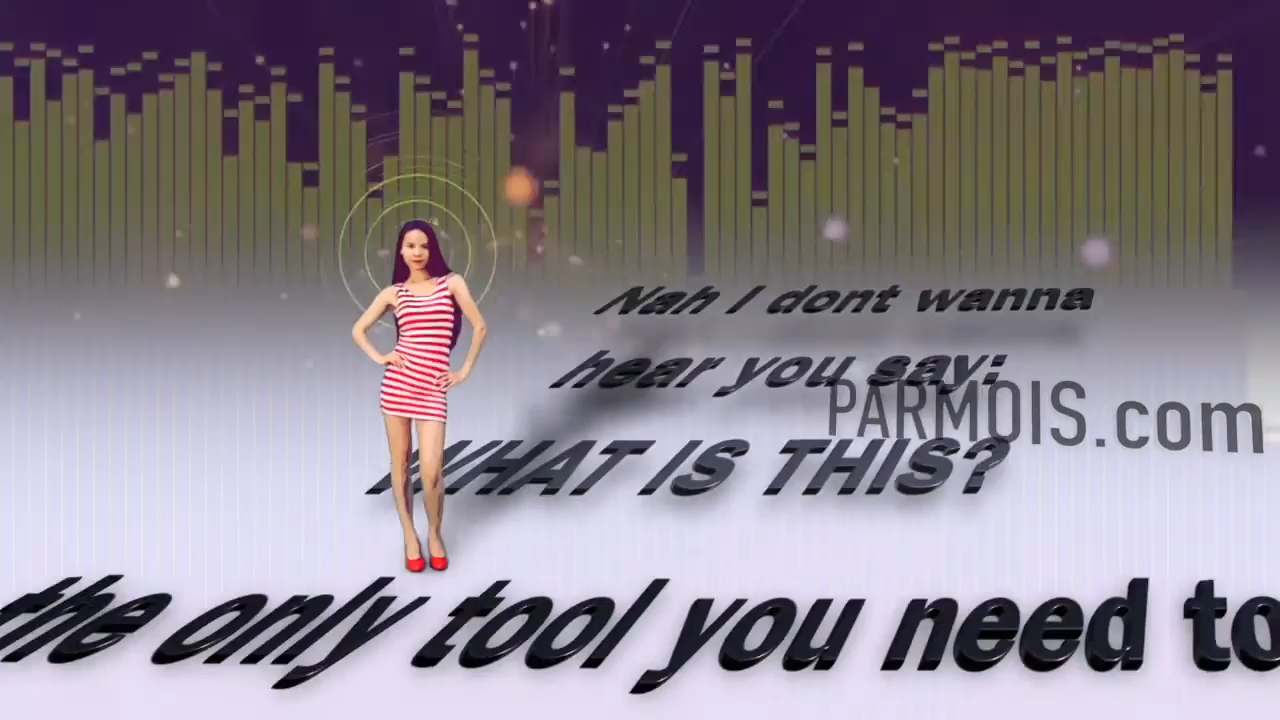 Nah I dont wanna
hear you say:
PARMOIS.com
WHAT IS THIS?
the only tool you need to